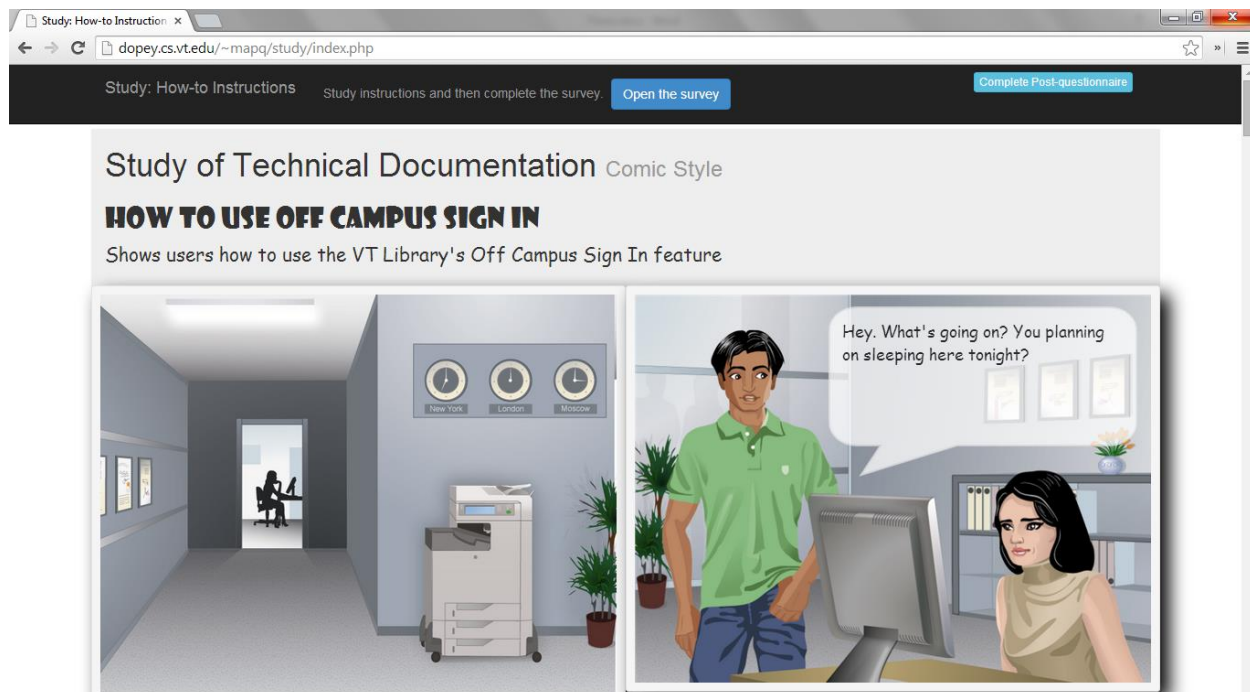 Study: How-to Instruction
dopey.cs.vt.edu/~mapq/study/index.php
Study: How-to Instructions
Study instructions and then complete the survey.
Open the survey
Complete Post-questionnaire
Study of Technical Documentation Comic Style
HOW TO USE OFF CAMPUS SIGN IN
Shows users how to use the VT Library's Off Campus Sign In feature
New York
London
Moscow
Hey. What's going on? You planning
on sleeping here tonight?